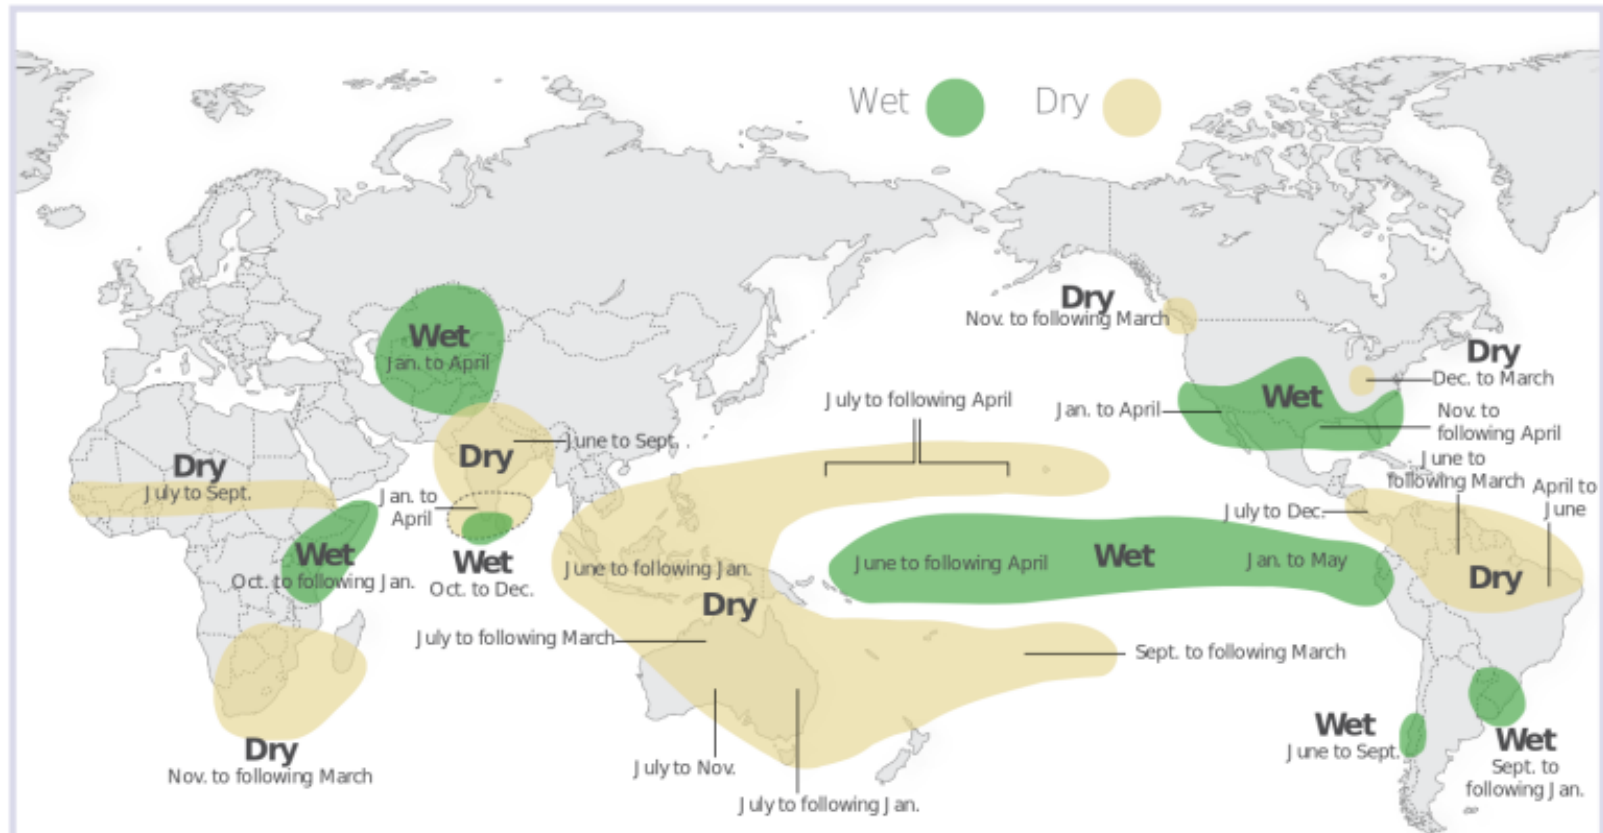 Wet
Dry
Dry
Nov. to following March
Wet
Jan. to April
Dry
Dec. to March
Wet
Jan. to April
Nov. to
following April
July to following April
June to Sept.
Dry
Dry
July to Sept.
Jan. to
April
June to
following March
April to
June
July to Dec.
Wet
Oct. to following Jan.
Wet
Oct. to Dec.
June to following Jan.
Dry
June to following April
Wet
Jan. to May
Dry
July to following March
Sept. to following March
Dry
Nov. to following March
July to Nov.
July to following Jan.
Wet
June to Sept.
Wet
Sept. to
following Jan.